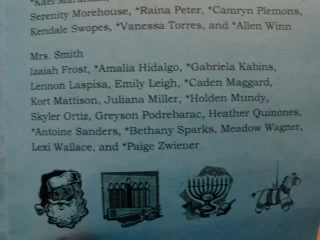 Serenity Morehouse, *Raina Peter, *Camryn Plemons,
Kendale Swopes, *Vanessa Torres, and *Allen Winn
Mrs. Smith
Izaiah Frost, *Amalia Hidalgo, *Gabriela Kabins,
Lennon Laspisa, Emily Leigh, *Caden Maggard,
Kort Mattison, Juliana Miller, *Holden Mundy,
Skyler Ortiz, Greyson Podrebarac, Heather Quinones,
*Antoine Sanders, *Bethany Sparks, Meadow Wagner,
Lexi Wallace, and *Paige Zwiener